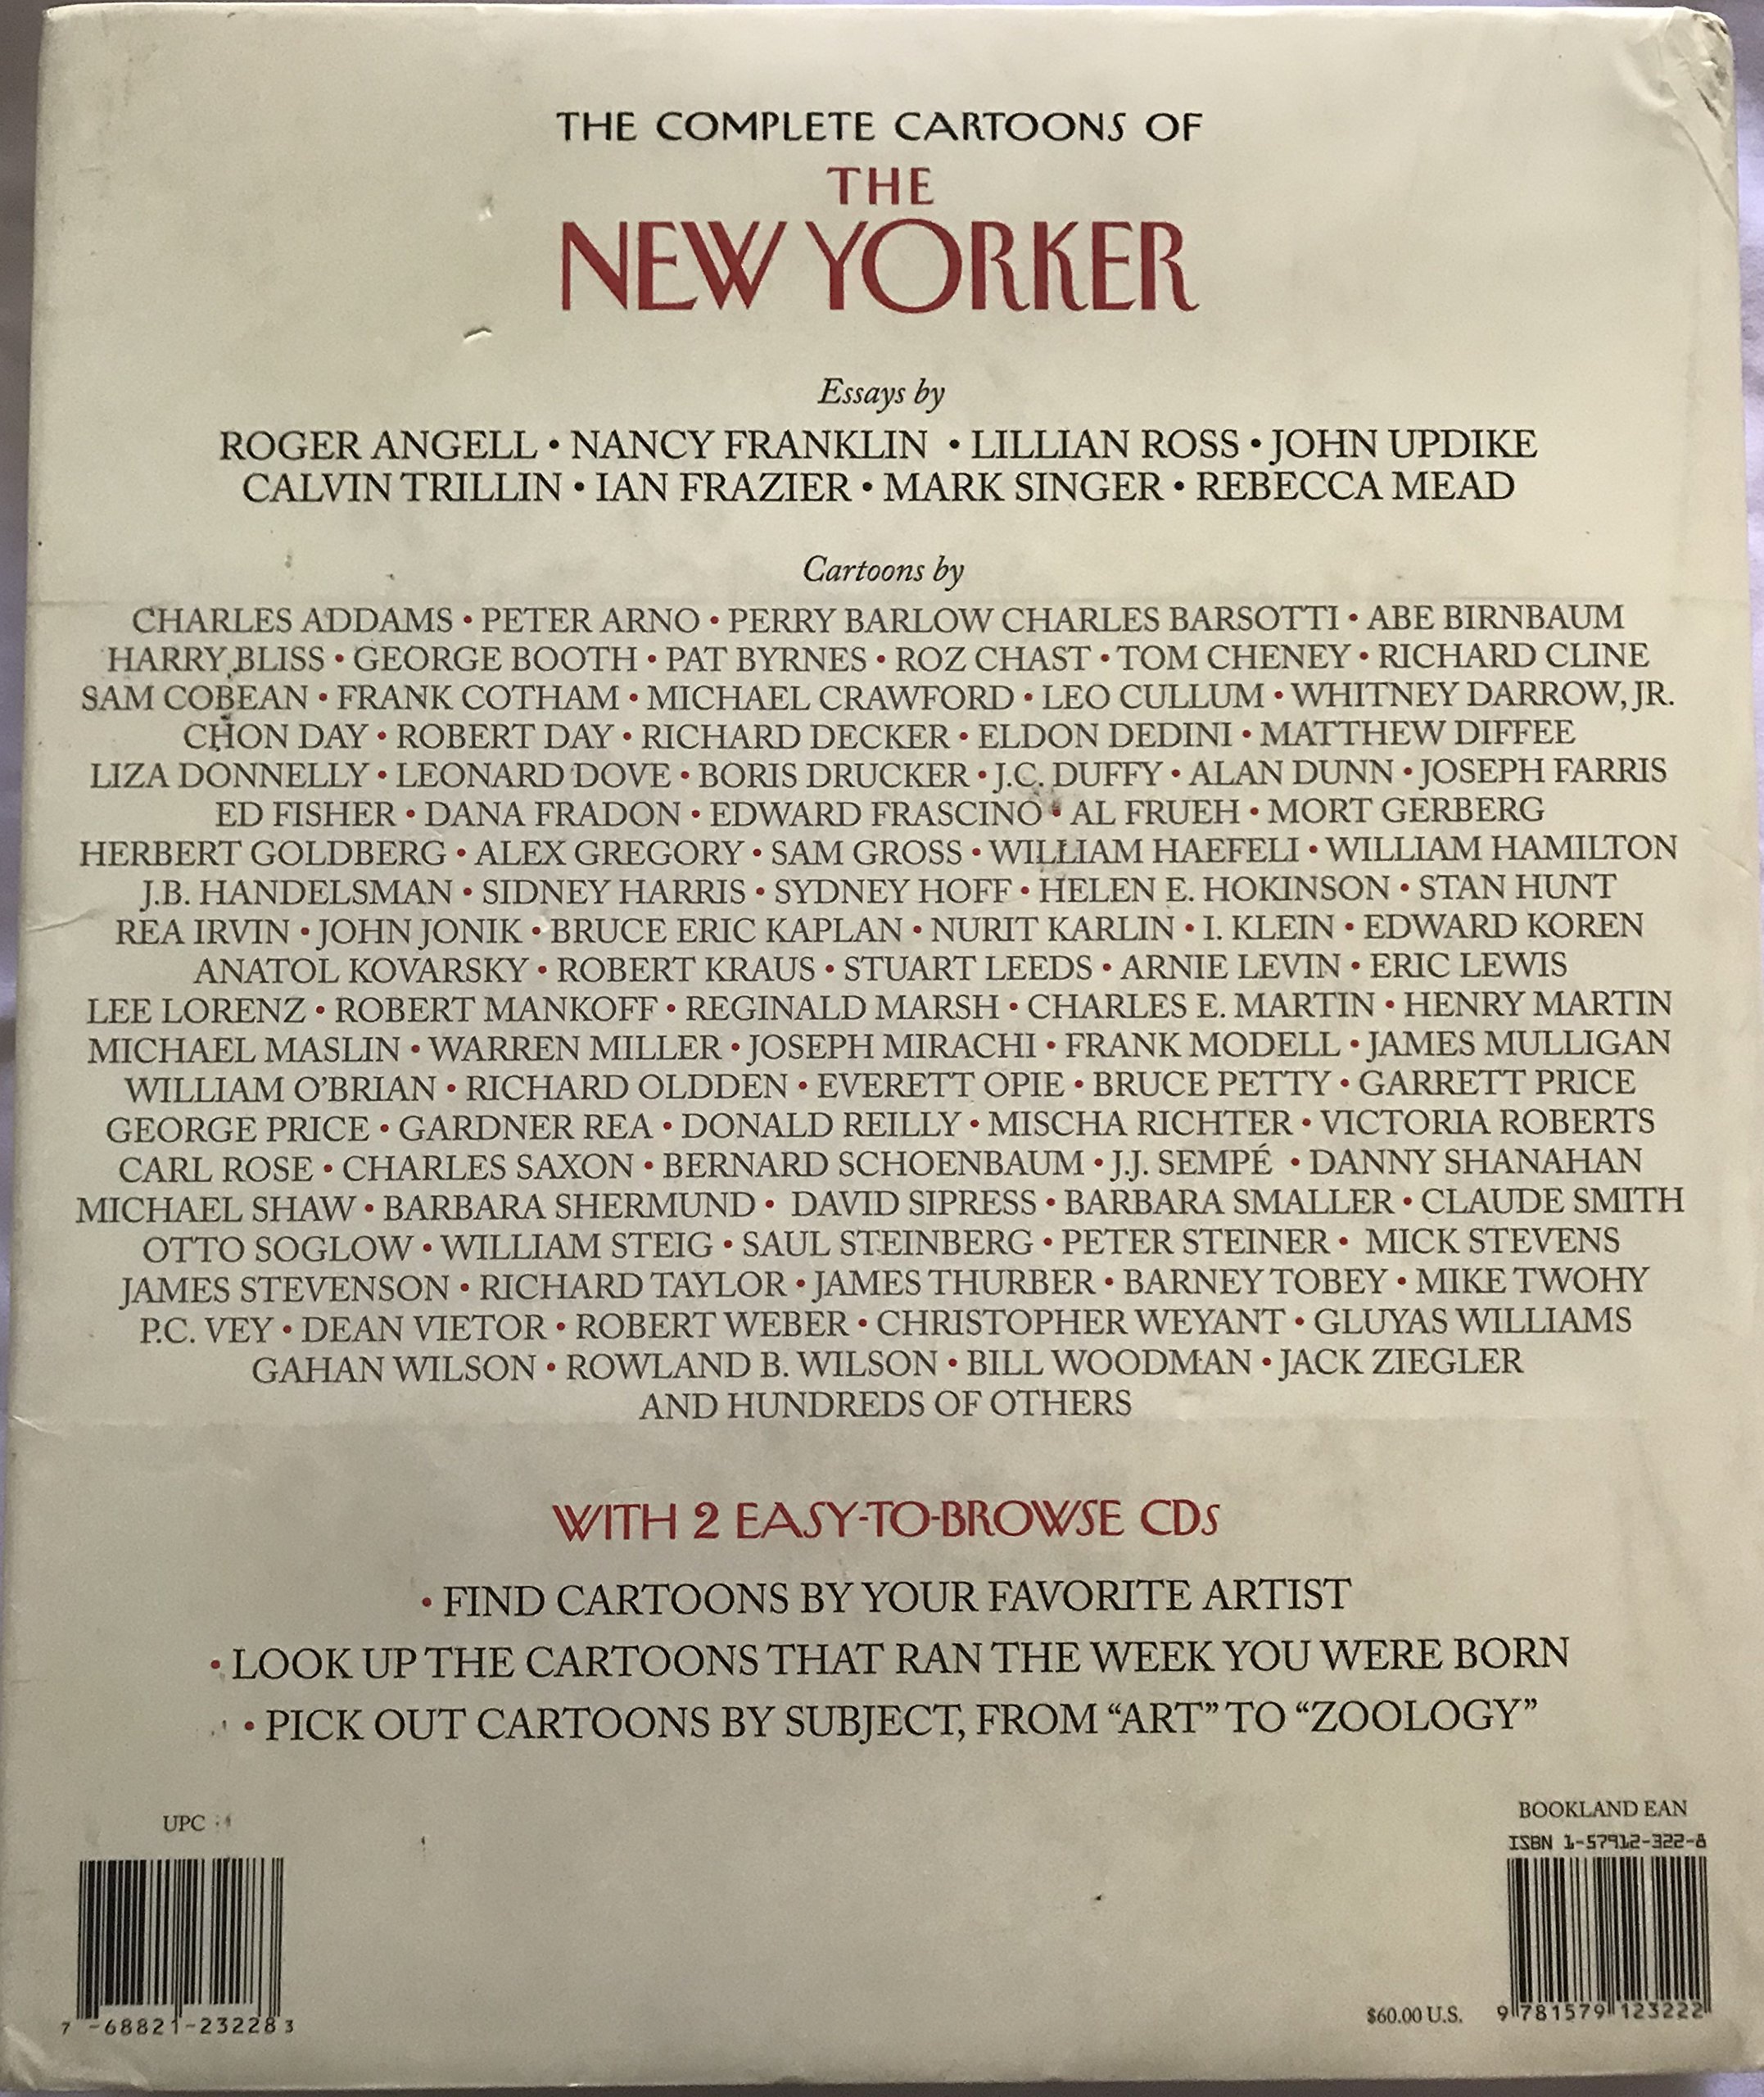 THE COMPLETE CARTOONS OF
THE
NEW YORKER
Essays by
ROGER ANGELL • NANCY FRANKLIN • LILLIAN ROSS • JOHN UPDIKE
CALVIN TRILLIN • IAN FRAZIER • MARK SINGER • REBECCA MEAD
Cartoons by
CHARLES ADDAMS • PETER ARNO • PERRY BARLOW CHARLES BARSOTTI • ABE BIRNBAUM
HARRY BLISS • GEORGE BOOTH • PAT BYRNES • ROZ CHAST • TOM CHENEY • RICHARD CLINE
SAM COBEAN • FRANK COTHAM • MICHAEL CRAWFORD • LEO CULLUM • WHITNEY DARROW, JR.
CHON DAY • ROBERT DAY • RICHARD DECKER • ELDON DEDINI • MATTHEW DIFFEE
LIZA DONNELLY • LEONARD DOVE • BORIS DRUCKER • J.C. DUFFY • ALAN DUNN • JOSEPH FARRIS
ED FISHER • DANA FRADON • EDWARD FRASCINO • AL FRUEH • MORT GERBERG
HERBERT GOLDBERG • ALEX GREGORY • SAM GROSS • WILLIAM HAEFELI • WILLIAM HAMILTON
J.B. HANDELSMAN • SIDNEY HARRIS • SYDNEY HOFF • HELEN E. HOKINSON • STAN HUNT
REA IRVIN • JOHN JONIK • BRUCE ERIC KAPLAN • NURIT KARLIN • I. KLEIN • EDWARD KOREN
ANATOL KOVARSKY • ROBERT KRAUS • STUART LEEDS • ARNIE LEVIN • ERIC LEWIS
LEE LORENZ • ROBERT MANKOFF • REGINALD MARSH • CHARLES E. MARTIN • HENRY MARTIN
MICHAEL MASLIN • WARREN MILLER • JOSEPH MIRACHI • FRANK MODELL • JAMES MULLIGAN
WILLIAM O'BRIAN • RICHARD OLDDEN • EVERETT OPIE • BRUCE PETTY • GARRETT PRICE
GEORGE PRICE • GARDNER REA • DONALD REILLY • MISCHA RICHTER • VICTORIA ROBERTS
CARL ROSE • CHARLES SAXON • BERNARD SCHOENBAUM • J.J. SEMPÉ • DANNY SHANAHAN
MICHAEL SHAW • BARBARA SHERMUND • DAVID SIPRESS • BARBARA SMALLER • CLAUDE SMITH
OTTO SOGLOW • WILLIAM STEIG • SAUL STEINBERG • PETER STEINER • MICK STEVENS
JAMES STEVENSON • RICHARD TAYLOR • JAMES THURBER • BARNEY TOBEY • MIKE TWOHY
P.C. VEY • DEAN VIETOR • ROBERT WEBER • CHRISTOPHER WEYANT • GLUYAS WILLIAMS
GAHAN WILSON • ROWLAND B. WILSON • BILL WOODMAN • JACK ZIEGLER
AND HUNDREDS OF OTHERS
WITH 2 EASY-TO-BROWSE CDs
• FIND CARTOONS BY YOUR FAVORITE ARTIST
• LOOK UP THE CARTOONS THAT RAN THE WEEK YOU WERE BORN
• PICK OUT CARTOONS BY SUBJECT, FROM “ART” TO “ZOOLOGY”
UPC
7 -68821-23228 3
BOOKLAND EAN
ISBN 1-57912-322-8
$60.00 U.S.
9 781579 123222